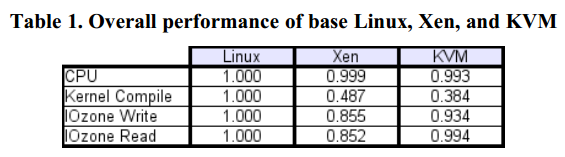 Table 1. Overall performance of base Linux, Xen, and KVM
Linux Xen KVM
CPU 1.000 0.999 0.993
Kernel Compile 1.000 0.487 0.384
IOzone Write 1.000 0.855 0.934
IOzone Read 1.000 0.852 0.994